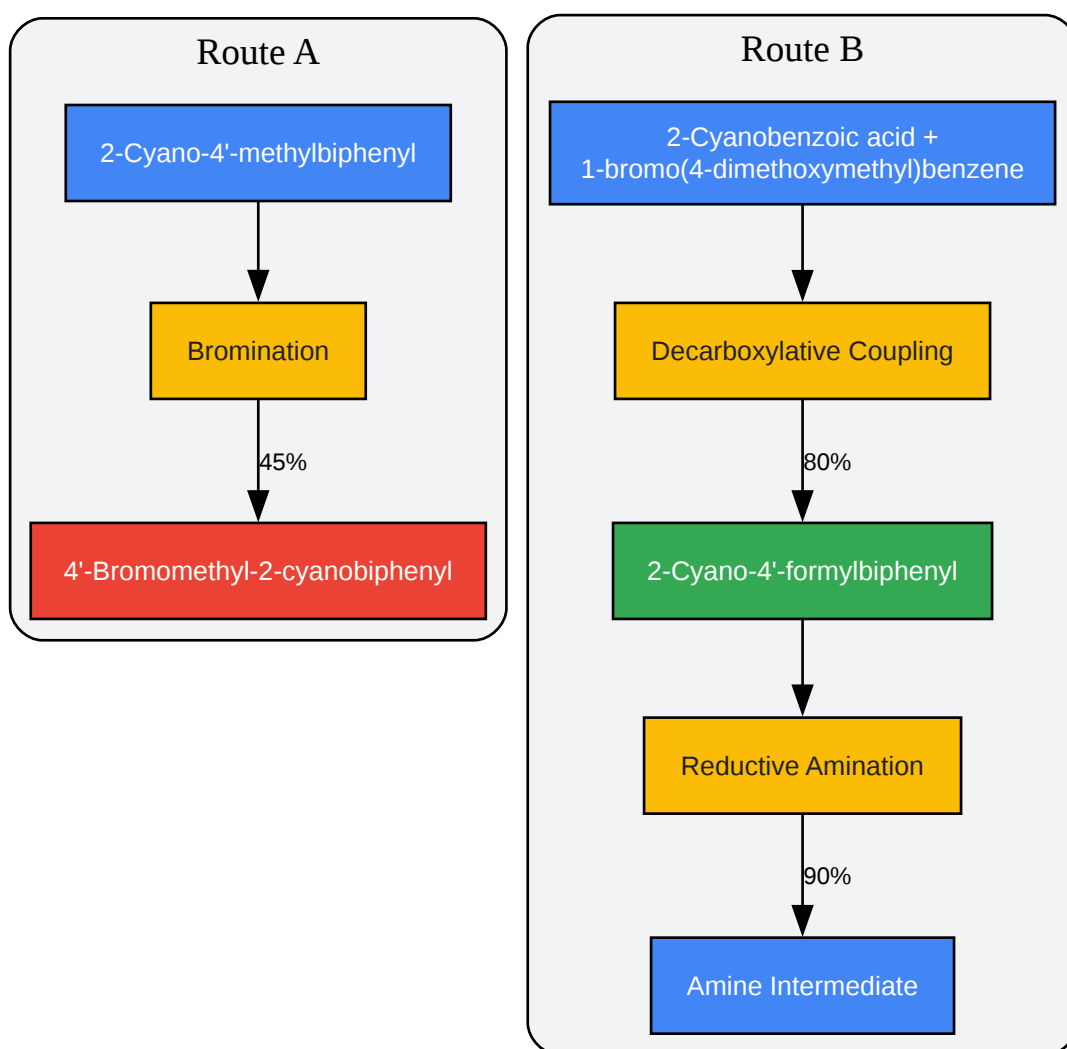 Route A
2-Cyano-4'-methylbiphenyl
Bromination
45%
4'-Bromomethyl-2-cyanobiphenyl
Route B
2-Cyanobenzoic acid +
1-bromo(4-dimethoxymethyl)benzene
Decarboxylative Coupling
80%
2-Cyano-4'-formylbiphenyl
Reductive Amination
90%
Amine Intermediate